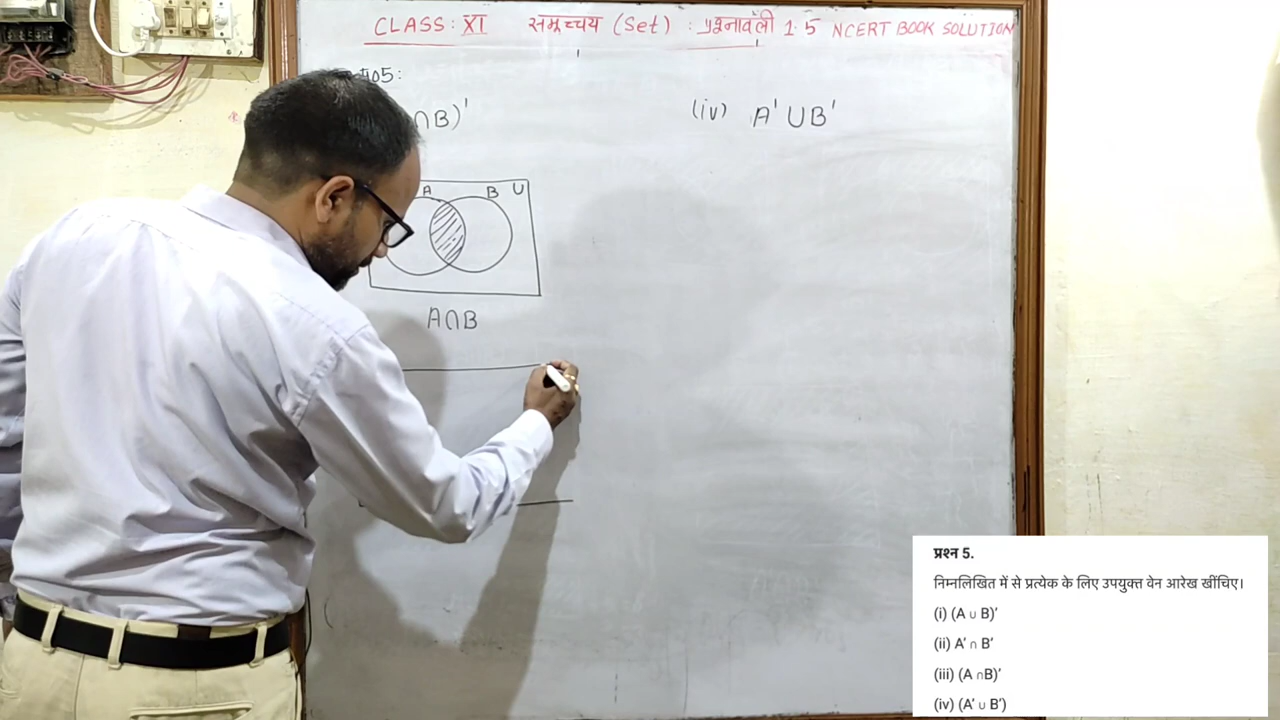 CLASS: XI समूच्चय (Set) : प्रश्नावली 1.5 NCERT BOOK SOLUTION
∩B)'
(iv) A' ∪B'
A B U
A∩B
प्रश्न 5.
निम्नलिखित में से प्रत्येक के लिए उपयुक्त वेन आरेख खींचिए।
(i) (A ∪ B)′
(ii) A′ ∩ B′
(iii) (A ∩B)′
(iv) (A′ ∪ B′)